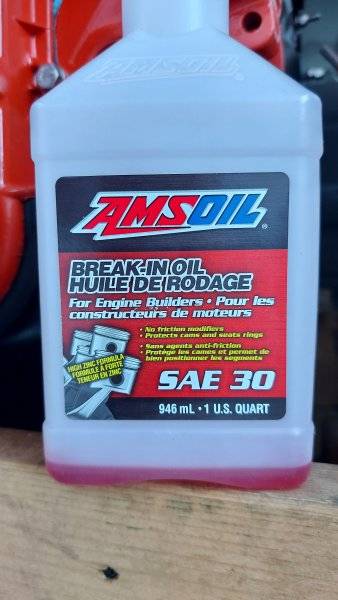 AMSOIL
AMSOIL®
BREAK-IN OIL
HUILE DE RODAGE
For Engine Builders • Pour les
constructeurs de moteurs
• No friction modifiers
• Protects cams and seats rings
• Sans agents anti-friction
• Protège les cames et permet de
bien positionner les segments
HIGH ZINC FORMULA
FORMULE À FORTE
TENEUR EN ZINC
SAE 30
946 mL • 1 U.S. QUART